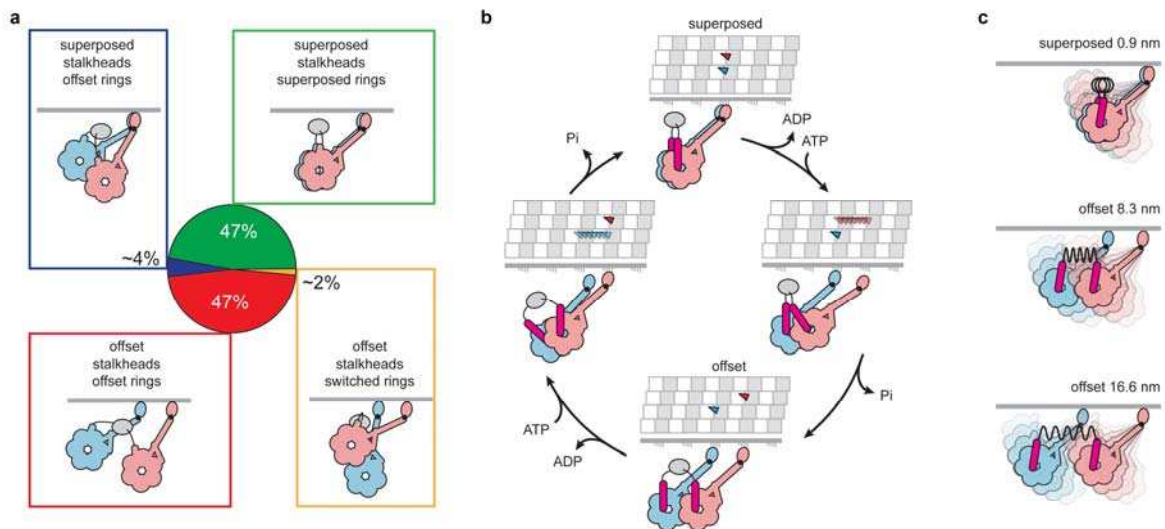 a
superposed
stalkheads
offset rings
superposed
stalkheads
superposed rings
47%
~4%
~2%
47%
offset
stalkheads
offset rings
offset
stalkheads
switched rings
b
superposed
ADP
ATP
Pi
Pi
offset
ATP
ADP
c
superposed 0.9 nm
offset 8.3 nm
offset 16.6 nm